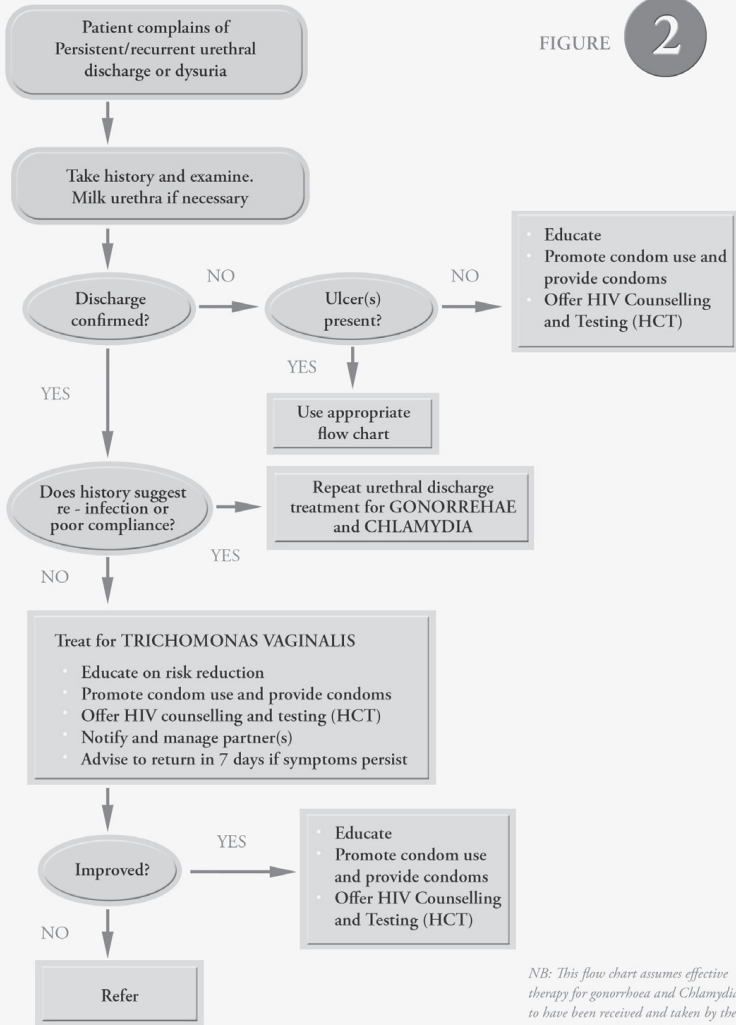 Patient complains of
Persistent/recurrent urethral
discharge or dysuria
FIGURE 2
Take history and examine.
Milk urethra if necessary
Discharge
confirmed?
NO
Ulcer(s)
present?
NO
Educate
Promote condom use and
provide condoms
Offer HIV Counselling
and Testing (HCT)
YES
Use appropriate
flow chart
YES
Does history suggest
re - infection or
poor compliance?
YES
Repeat urethral discharge
treatment for GONORREHAE
and CHLAMYDIA
NO
Treat for TRICHOMONAS VAGINALIS
Educate on risk reduction
Promote condom use and provide condoms
Offer HIV counselling and testing (HCT)
Notify and manage partner(s)
Advise to return in 7 days if symptoms persist
Improved?
YES
Educate
Promote condom use
and provide condoms
Offer HIV Counselling
and Testing (HCT)
NO
Refer
NB: This flow chart assumes effective
therapy for gonorrhoea and Chlamydia
to have been received and taken by the